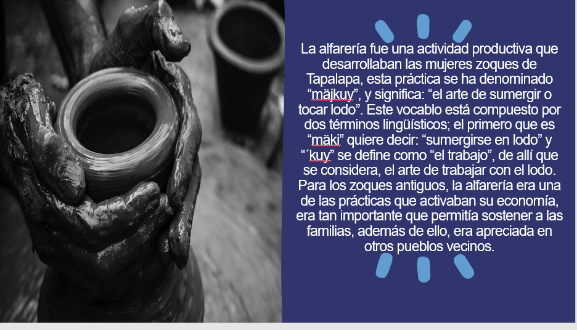 La alfarería fue una actividad productiva que
desarrollaban las mujeres zoques de
Tapalapa, esta práctica se ha denominado
“mäjkuy”, y significa: “el arte de sumergir o
tocar lodo”. Este vocablo está compuesto por
dos términos lingüísticos; el primero que es
“mäki” quiere decir: “sumergirse en lodo” y
“´kuy” se define como “el trabajo”, de allí que
se considera, el arte de trabajar con el lodo.
Para los zoques antiguos, la alfarería era una
de las prácticas que activaban su economía,
era tan importante que permitía sostener a las
familias, además de ello, era apreciada en
otros pueblos vecinos.